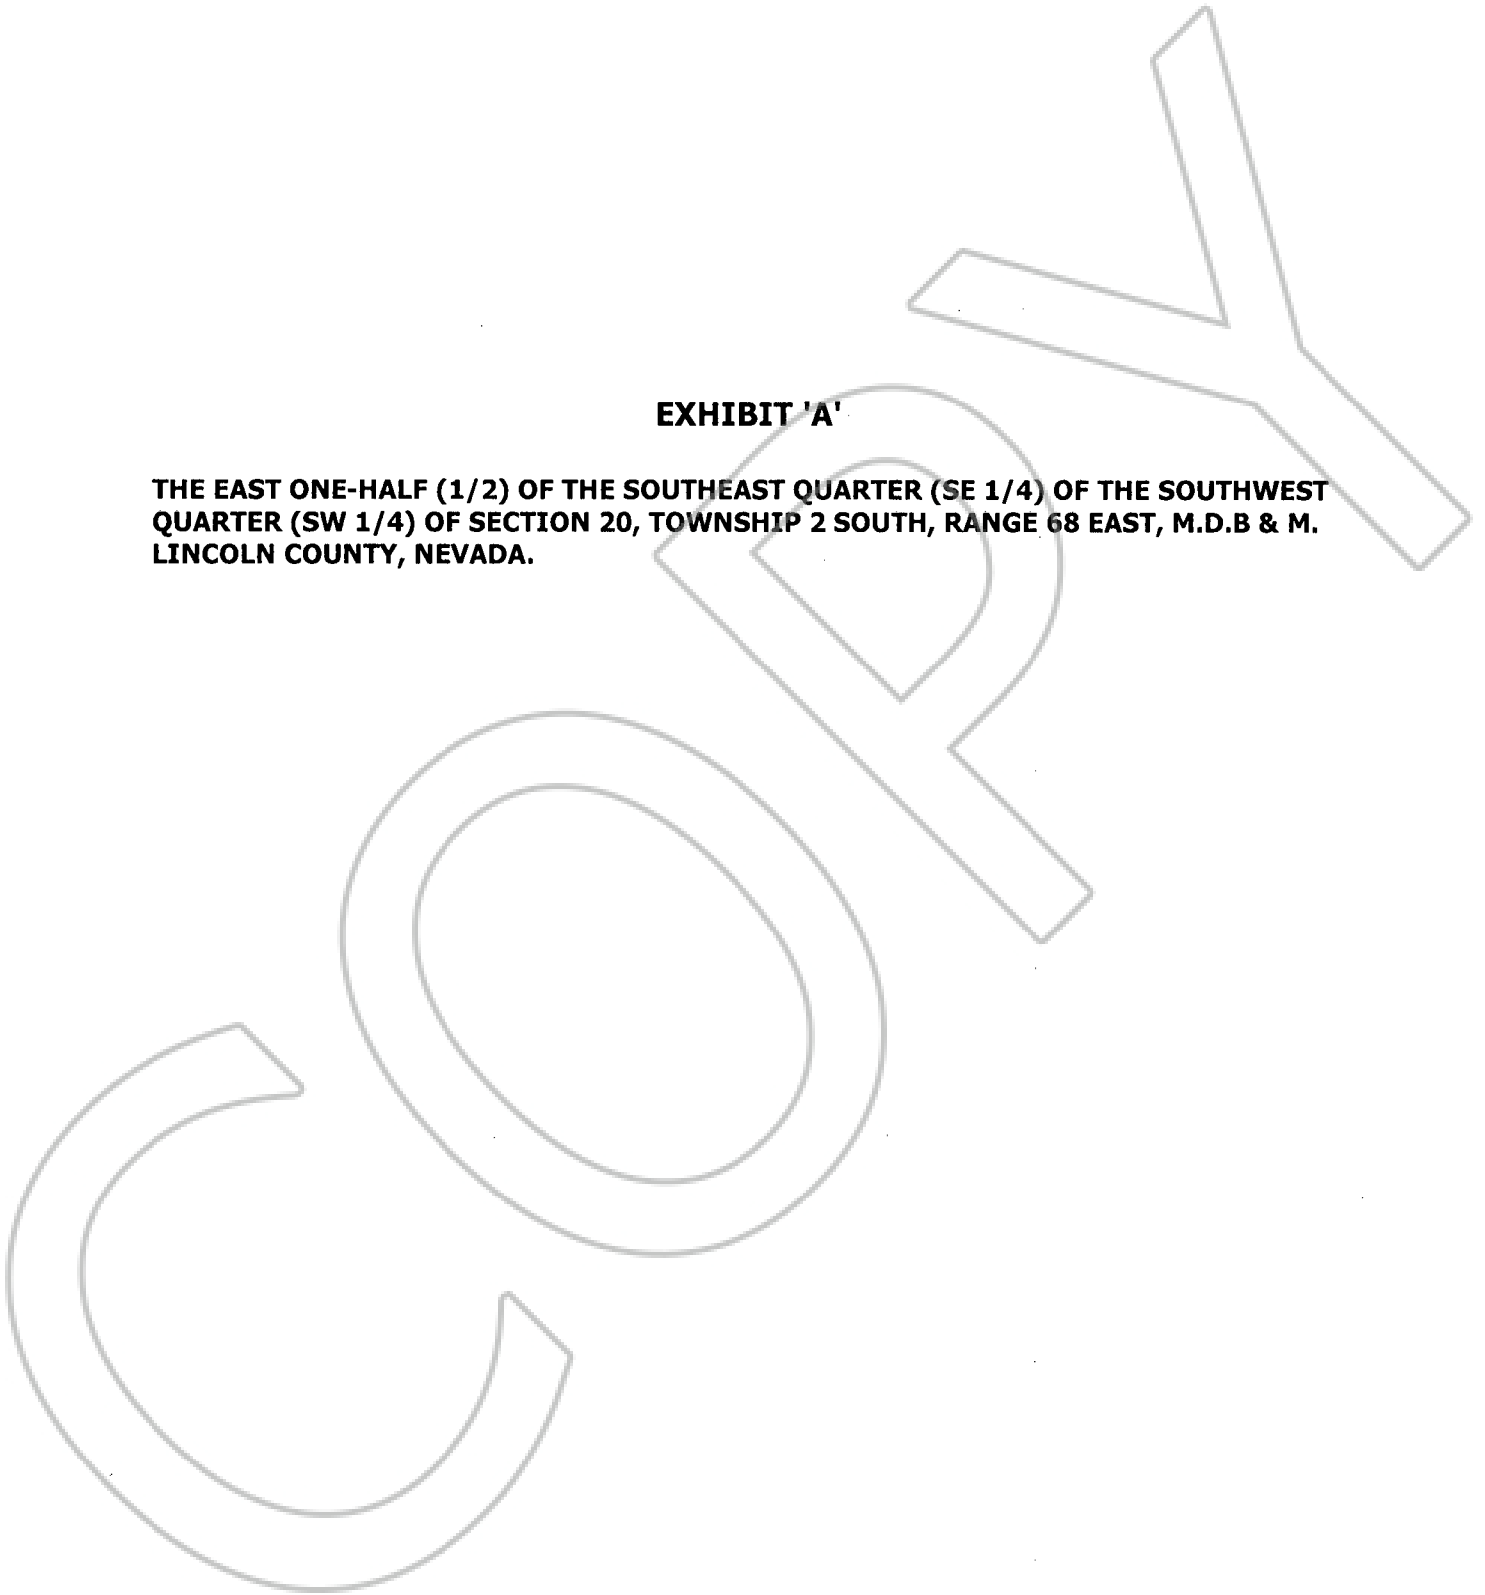 EXHIBIT 'A'
THE EAST ONE-HALF (1/2) OF THE SOUTHEAST QUARTER (SE 1/4) OF THE SOUTHWEST
QUARTER (SW 1/4) OF SECTION 20, TOWNSHIP 2 SOUTH, RANGE 68 EAST, M.D.B & M.
LINCOLN COUNTY, NEVADA.
COPY